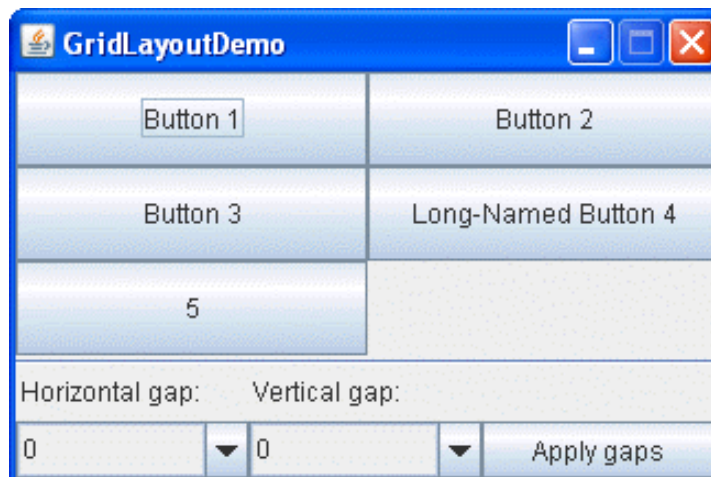 GridLayoutDemo
Button 1 Button 2
Button 3 Long-Named Button 4
5
Horizontal gap: Vertical gap:
0 0 Apply gaps